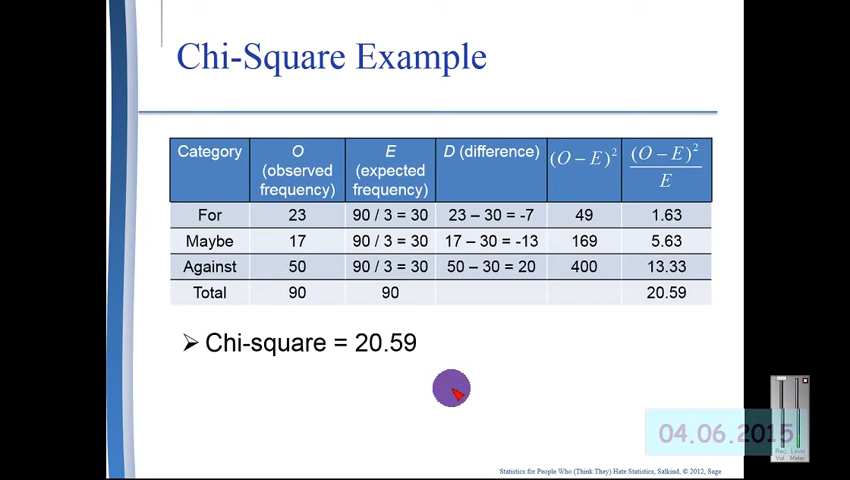 Chi-Square Example
Category O (observed frequency) E (expected frequency) D (difference) (O – E)² (O – E)² / E
For 23 90 / 3 = 30 23 – 30 = -7 49 1.63
Maybe 17 90 / 3 = 30 17 – 30 = -13 169 5.63
Against 50 90 / 3 = 30 50 – 30 = 20 400 13.33
Total 90 90 20.59
➢ Chi-square = 20.59
04.06.2015
Rec Level
Vol Meter
Statistics for People Who (Think They) Hate Statistics, Salkind, © 2012, Sage